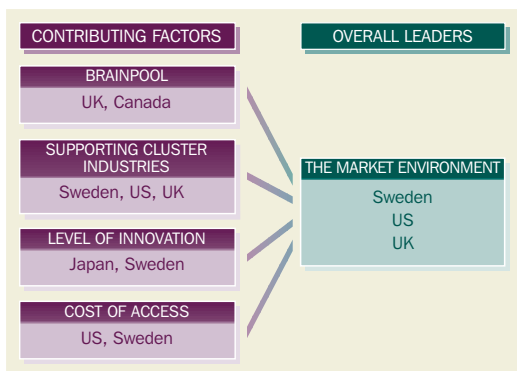 CONTRIBUTING FACTORS
BRAINPOOL
UK, Canada
SUPPORTING CLUSTER
INDUSTRIES
Sweden, US, UK
LEVEL OF INNOVATION
Japan, Sweden
COST OF ACCESS
US, Sweden
OVERALL LEADERS
THE MARKET ENVIRONMENT
Sweden
US
UK